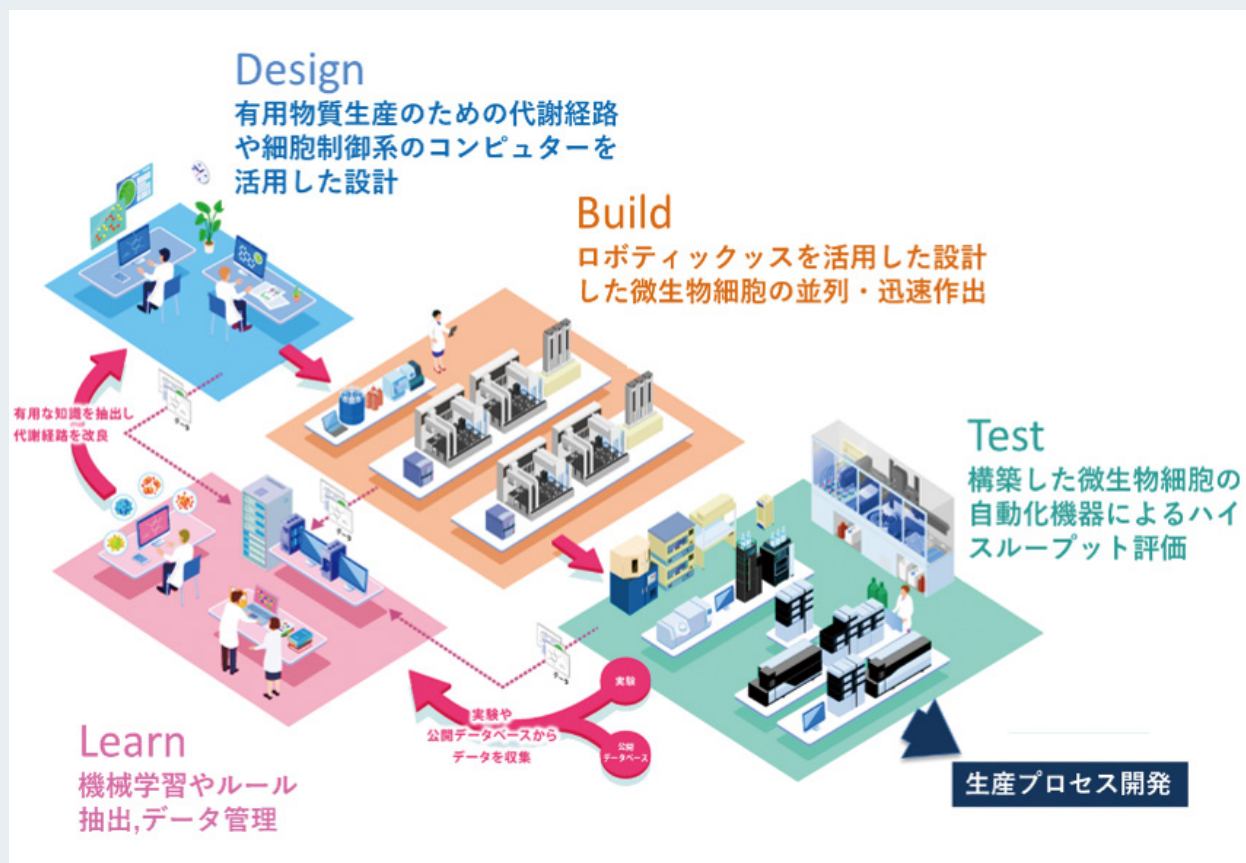 Design
有用物質生産のための代謝経路
や細胞制御系のコンピュターを
活用した設計
Build
ロボティックッスを活用した設計
した微生物細胞の並列・迅速作出
有用な知識を抽出し
代謝経路を改良
データ
データ
Test
構築した微生物細胞の
自動化機器によるハイ
スループット評価
データ
実験
実験や
公開データベースから
データを収集
公開
データベース
Learn
機械学習やルール
抽出,データ管理
生産プロセス開発